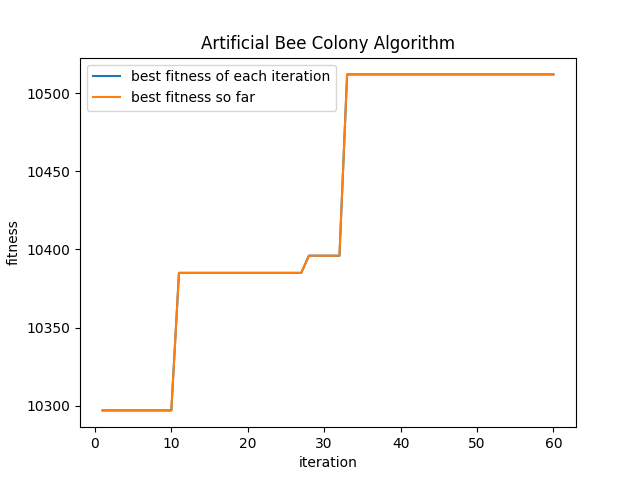 Artificial Bee Colony Algorithm
best fitness of each iteration
best fitness so far
10500
10450
10400
10350
10300
fitness
0 10 20 30 40 50 60
iteration